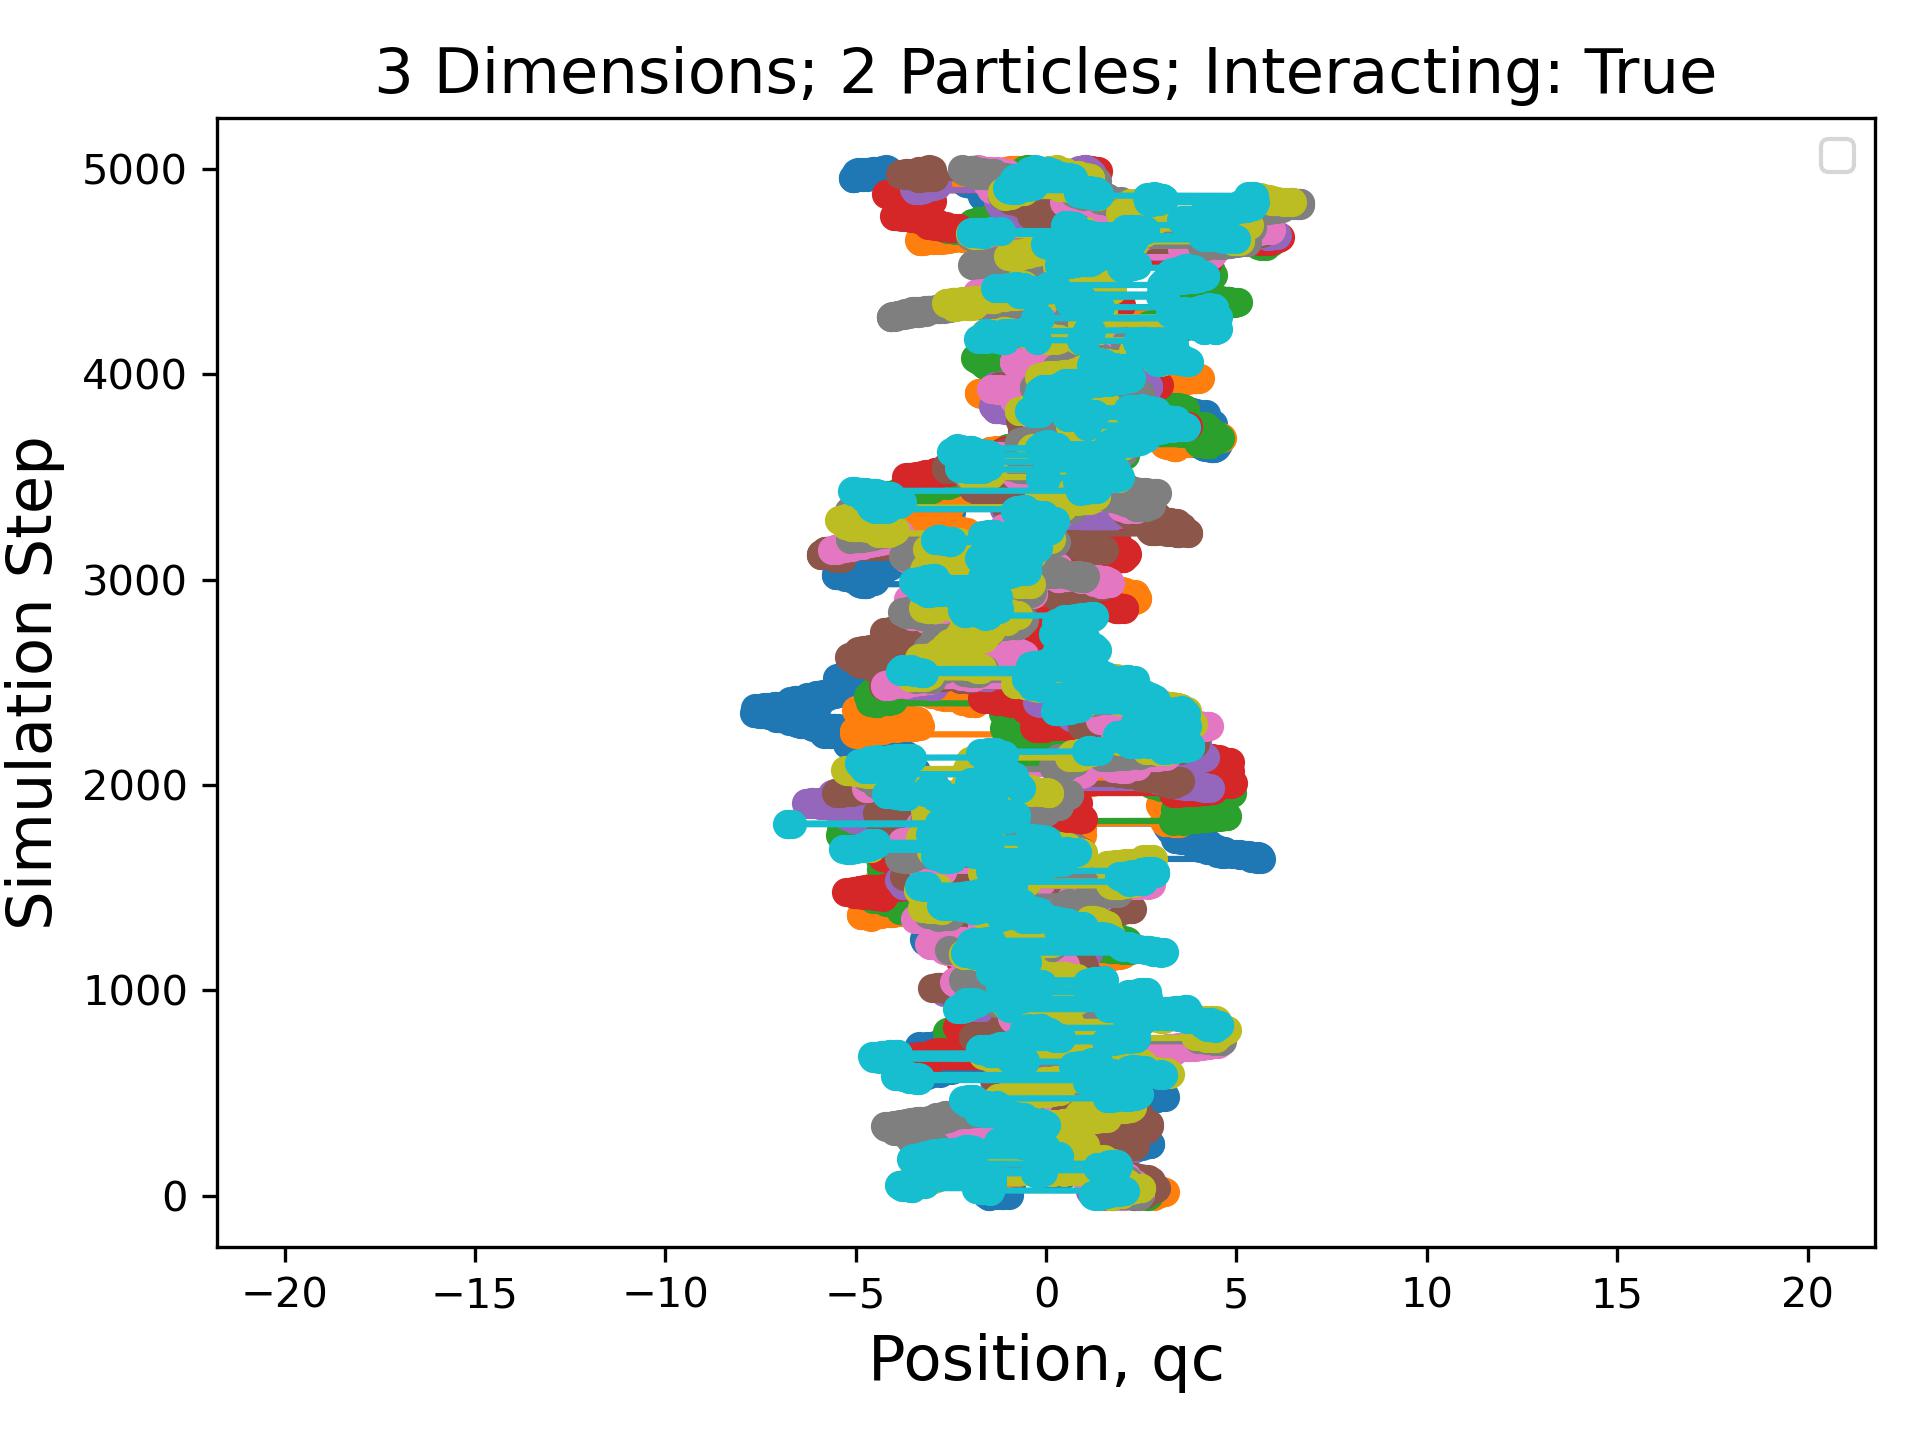 3 Dimensions; 2 Particles; Interacting: True
Simulation Step
5000
4000
3000
2000
1000
0
−20 −15 −10 −5 0 5 10 15 20
Position, qc